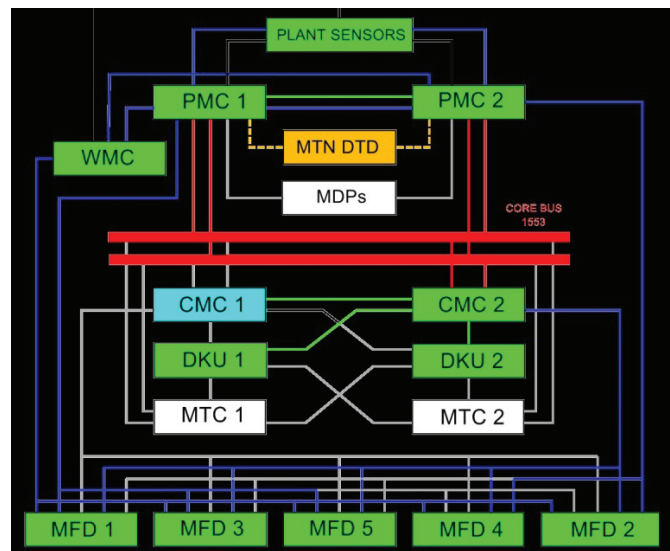 PLANT SENSORS
PMC 1
PMC 2
MTN DTD
WMC
MDPs
CORE BUS
1553
CMC 1
CMC 2
DKU 1
DKU 2
MTC 1
MTC 2
MFD 1
MFD 3
MFD 5
MFD 4
MFD 2